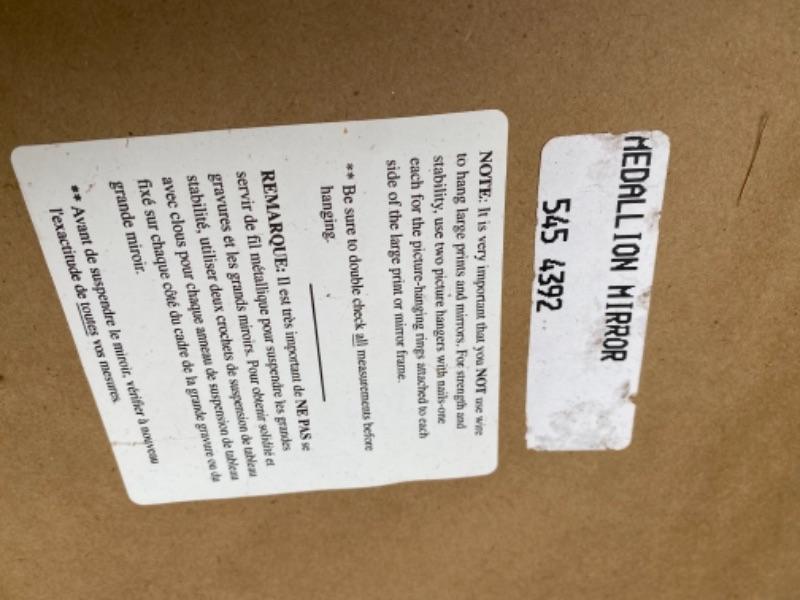 MEDALLION MIRROR
545 4392
NOTE: It is very important that you NOT use wire
to hang large prints and mirrors. For strength and
stability, use two picture hangers with nails-one
each for the picture-hanging rings attached to each
side of the large print or mirror frame.
** Be sure to double check all measurements before
hanging.
REMARQUE: Il est très important de NE PAS se
servir de fil métallique pour suspendre les grandes
gravures et les grands miroirs. Pour obtenir solidité et
stabilité, utiliser deux crochets de suspension de tableau
avec clous pour chaque anneau de suspension de tableau
fixé sur chaque côté du cadre de la grande gravure ou du
grande miroir.
** Avant de suspendre le miroir, vérifier à nouveau
l'exactitude de toutes vos mesures.